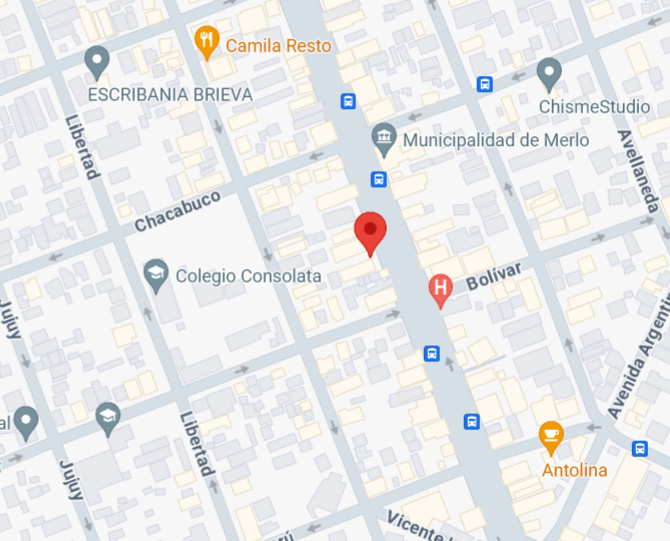 Camila Resto
ESCRIBANIA BRIEVA
ChismeStudio
Libertad
Municipalidad de Merlo
Avellaneda
Chacabuco
Colegio Consolata
Bolívar
H
Jujuy
Avenida Argenti
al
Libertad
Antolina
Jujuy
Vicente